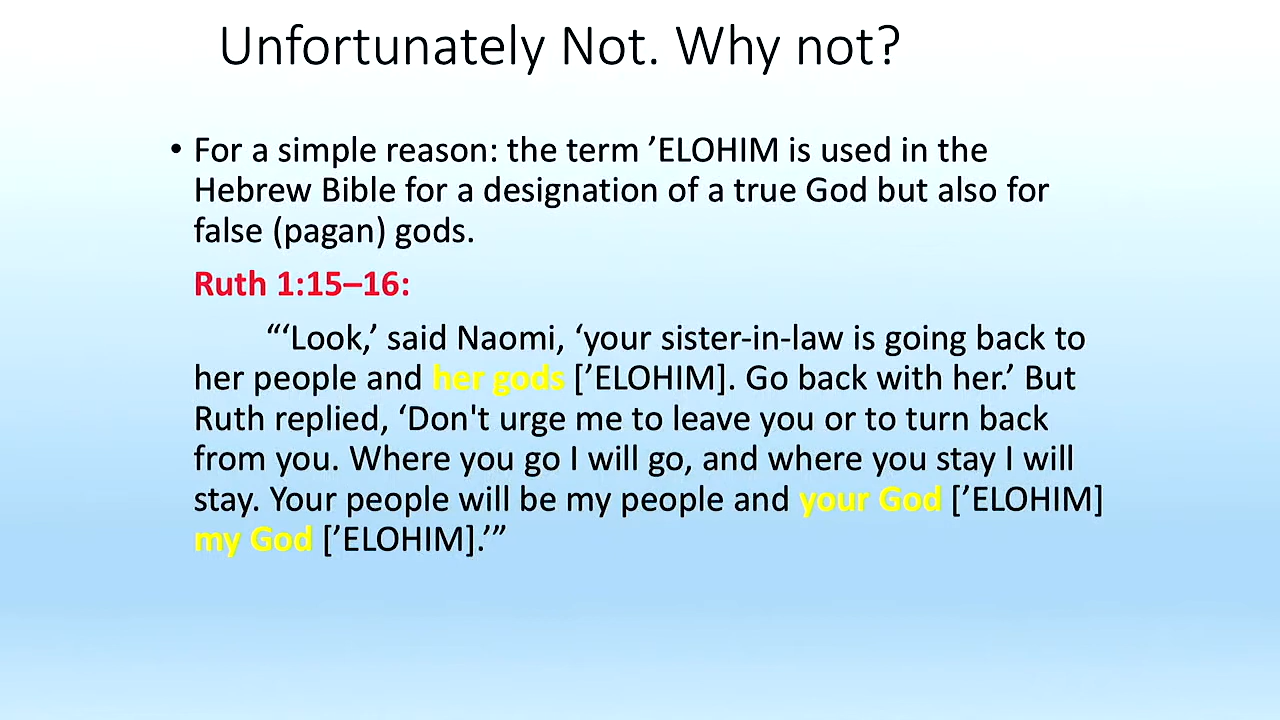 Unfortunately Not. Why not?
• For a simple reason: the term ’ELOHIM is used in the
Hebrew Bible for a designation of a true God but also for
false (pagan) gods.
Ruth 1:15–16:
“‘Look,’ said Naomi, ‘your sister-in-law is going back to
her people and her gods [’ELOHIM]. Go back with her.’ But
Ruth replied, ‘Don't urge me to leave you or to turn back
from you. Where you go I will go, and where you stay I will
stay. Your people will be my people and your God [’ELOHIM]
my God [’ELOHIM].’”